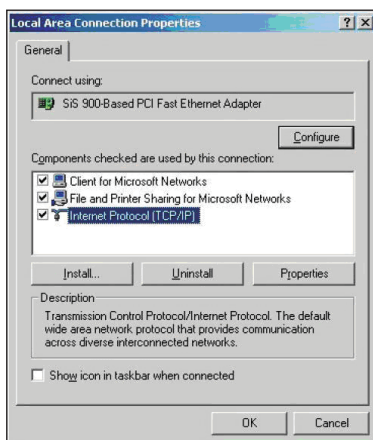 Local Area Connection Properties
General
Connect using:
SiS 900-Based PCI Fast Ethernet Adapter
Configure
Components checked are used by this connection:
Client for Microsoft Networks
File and Printer Sharing for Microsoft Networks
Internet Protocol (TCP/IP)
Install... Uninstall Properties
Description
Transmission Control Protocol/Internet Protocol. The default
wide area network protocol that provides communication
across diverse interconnected networks.
Show icon in taskbar when connected
OK Cancel